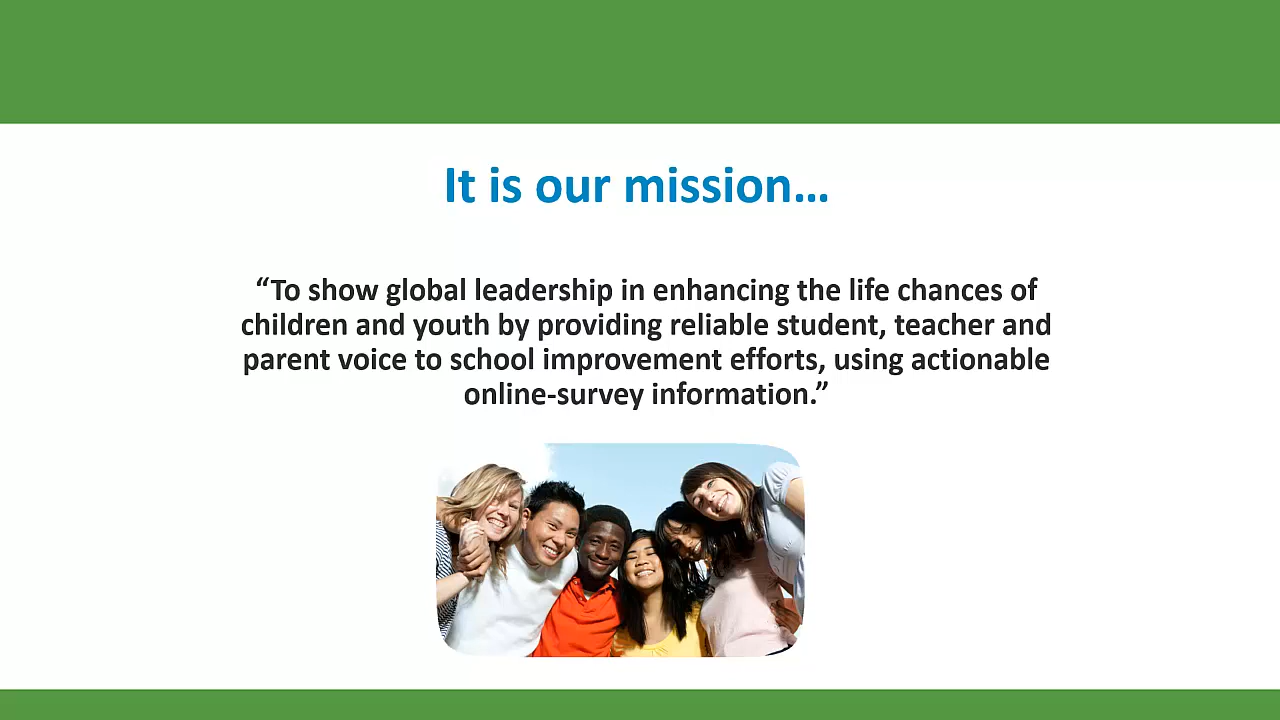 It is our mission…
“To show global leadership in enhancing the life chances of
children and youth by providing reliable student, teacher and
parent voice to school improvement efforts, using actionable
online-survey information.”